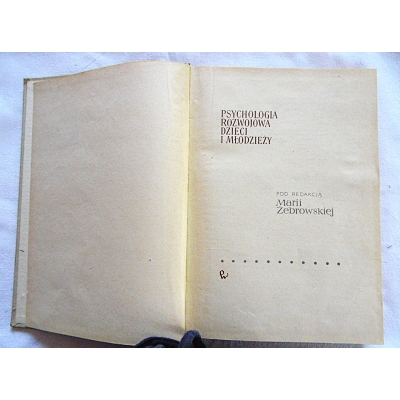 PSYCHOLOGIA
ROZWOJOWA
DZIECI
I MŁODZIEŻY
POD REDAKCJĄ
Marii
Żebrowskiej